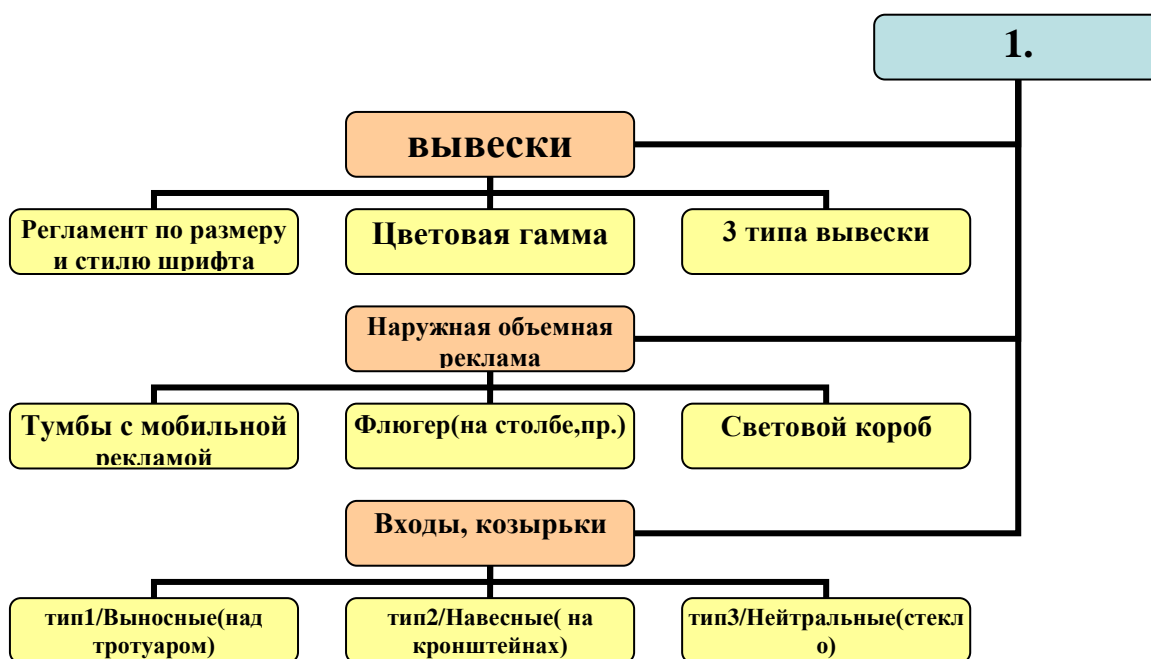 1.
вывески
Регламент по размеру
и стилю шрифта
Цветовая гамма
3 типа вывески
Наружная объемная
реклама
Тумбы с мобильной
рекламой
Флюгер(на столбе,пр.)
Световой короб
Входы, козырьки
тип1/Выносные(над
тротуаром)
тип2/Навесные( на
кронштейнах)
тип3/Нейтральные(стекл
о)